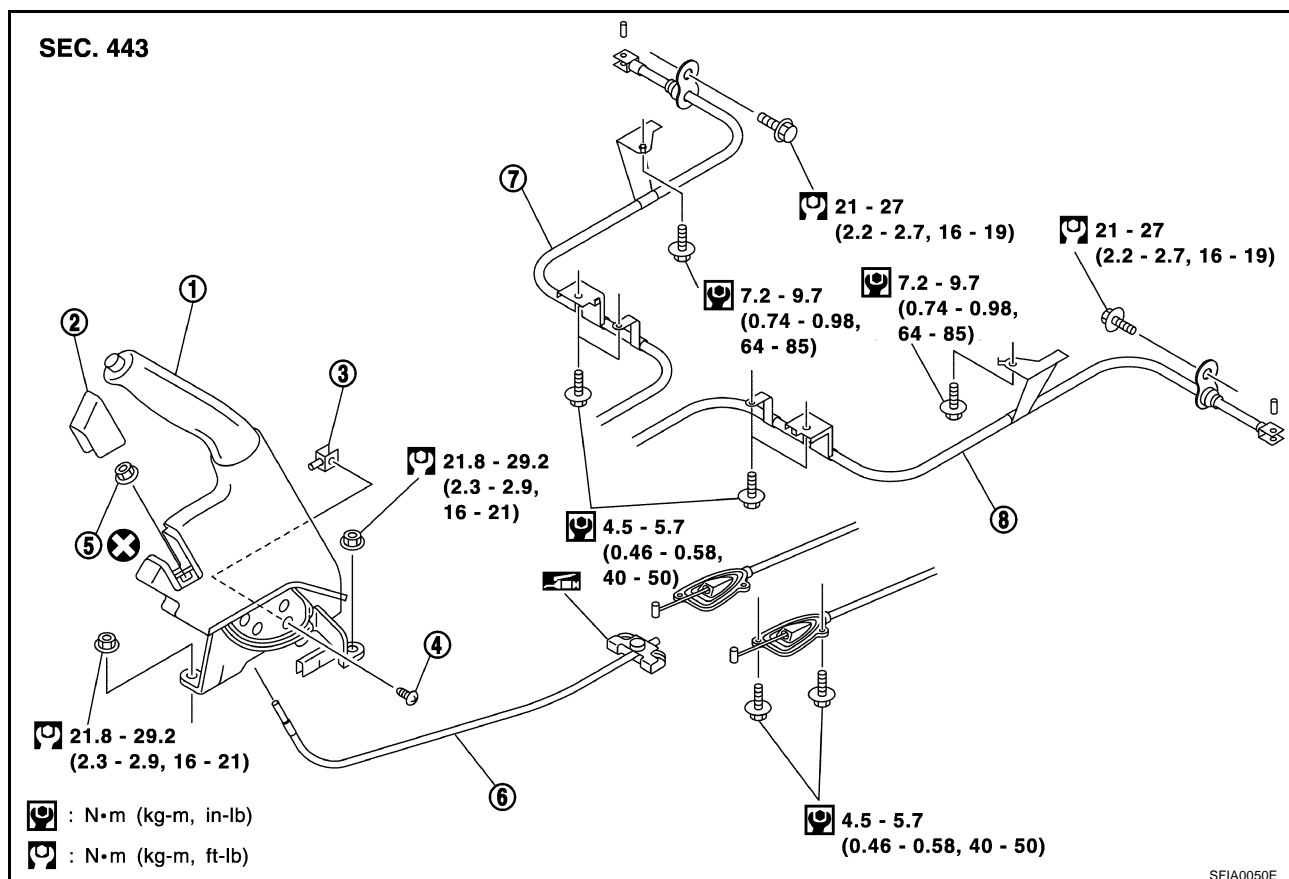 SEC. 443
7
21 - 27
(2.2 - 2.7, 16 - 19)
21 - 27
(2.2 - 2.7, 16 - 19)
7.2 - 9.7
(0.74 - 0.98,
64 - 85)
7.2 - 9.7
(0.74 - 0.98,
64 - 85)
1
2
3
21.8 - 29.2
(2.3 - 2.9,
16 - 21)
5
4.5 - 5.7
(0.46 - 0.58,
40 - 50)
8
4
21.8 - 29.2
(2.3 - 2.9, 16 - 21)
6
4.5 - 5.7
(0.46 - 0.58, 40 - 50)
: N•m (kg-m, in-lb)
: N•m (kg-m, ft-lb)
SFIA0050E